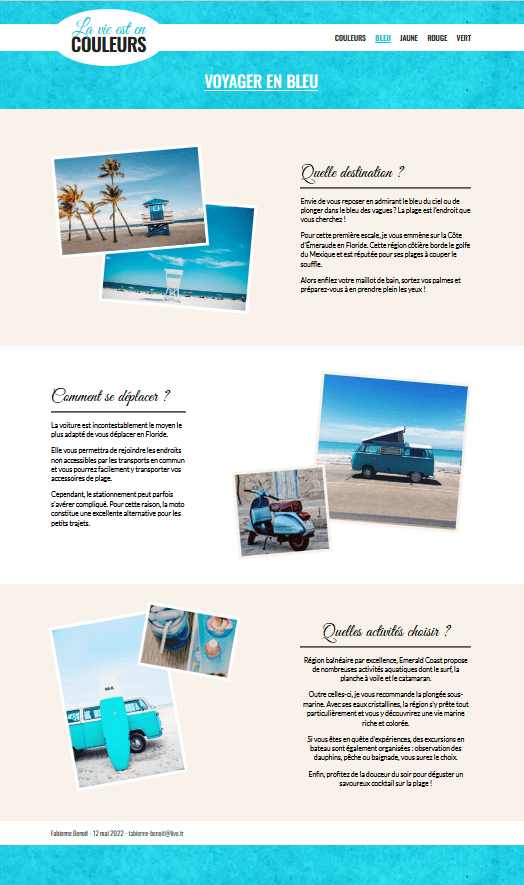 La vie est en
COULEURS
COULEURS BLEU JAUNE ROUGE VERT
VOYAGER EN BLEU
Quelle destination ?
Envie de vous reposer en admirant le bleu du ciel ou de
plonger dans le bleu des vagues ? La plage est l'endroit que
vous cherchez !
Pour cette première escale, je vous emmène sur la Côte
d'Émeraude en Floride. Cette région côtière borde le golfe
du Mexique et est réputée pour ses plages à couper le
souffle.
Alors enfilez votre maillot de bain, sortez vos palmes et
préparez-vous à en prendre plein les yeux !
Comment se déplacer ?
La voiture est incontestablement le moyen le
plus adapté de vous déplacer en Floride.
Elle vous permettra de rejoindre les endroits
non accessibles par les transports en commun
et vous pourrez facilement y transporter vos
accessoires de plage.
Cependant, le stationnement peut parfois
s'avérer compliqué. Pour cette raison, la moto
constitue une excellente alternative pour les
petits trajets.
Quelles activités choisir ?
Région balnéaire par excellence, Emerald Coast propose
de nombreuses activités aquatiques dont le surf, la
planche à voile et le catamaran.
Outre celles-ci, je vous recommande la plongée sous-
marine. Avec ses eaux cristallines, la région s'y prête tout
particulièrement et vous y découvrirez une vie marine
riche et colorée.
Si vous êtes en quête d'expériences, des excursions en
bateau sont également organisées : observation des
dauphins, pêche ou baignade, vous aurez le choix.
Enfin, profitez de la douceur du soir pour déguster un
savoureux cocktail sur la plage !
Fabienne Benoit - 12 mai 2022 - fabienne-benoit@live.fr